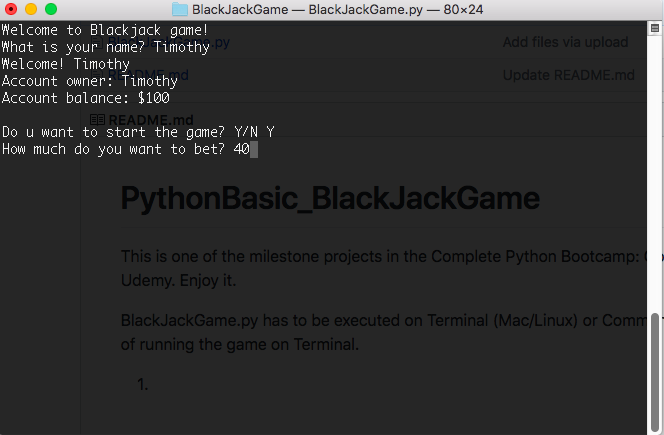 BlackJackGame — BlackJackGame.py — 80×24
Welcome to Blackjack game!
What is your name? Timothy
Welcome! Timothy
Account owner: Timothy
Account balance: $100
Do u want to start the game? Y/N Y
How much do you want to bet? 40
BlackJackGame.py Add files via upload
README.md Update README.md
README.md
PythonBasic_BlackJackGame
This is one of the milestone projects in the Complete Python Bootcamp:
Udemy. Enjoy it.
BlackJackGame.py has to be executed on Terminal (Mac/Linux) or
of running the game on Terminal.
1.